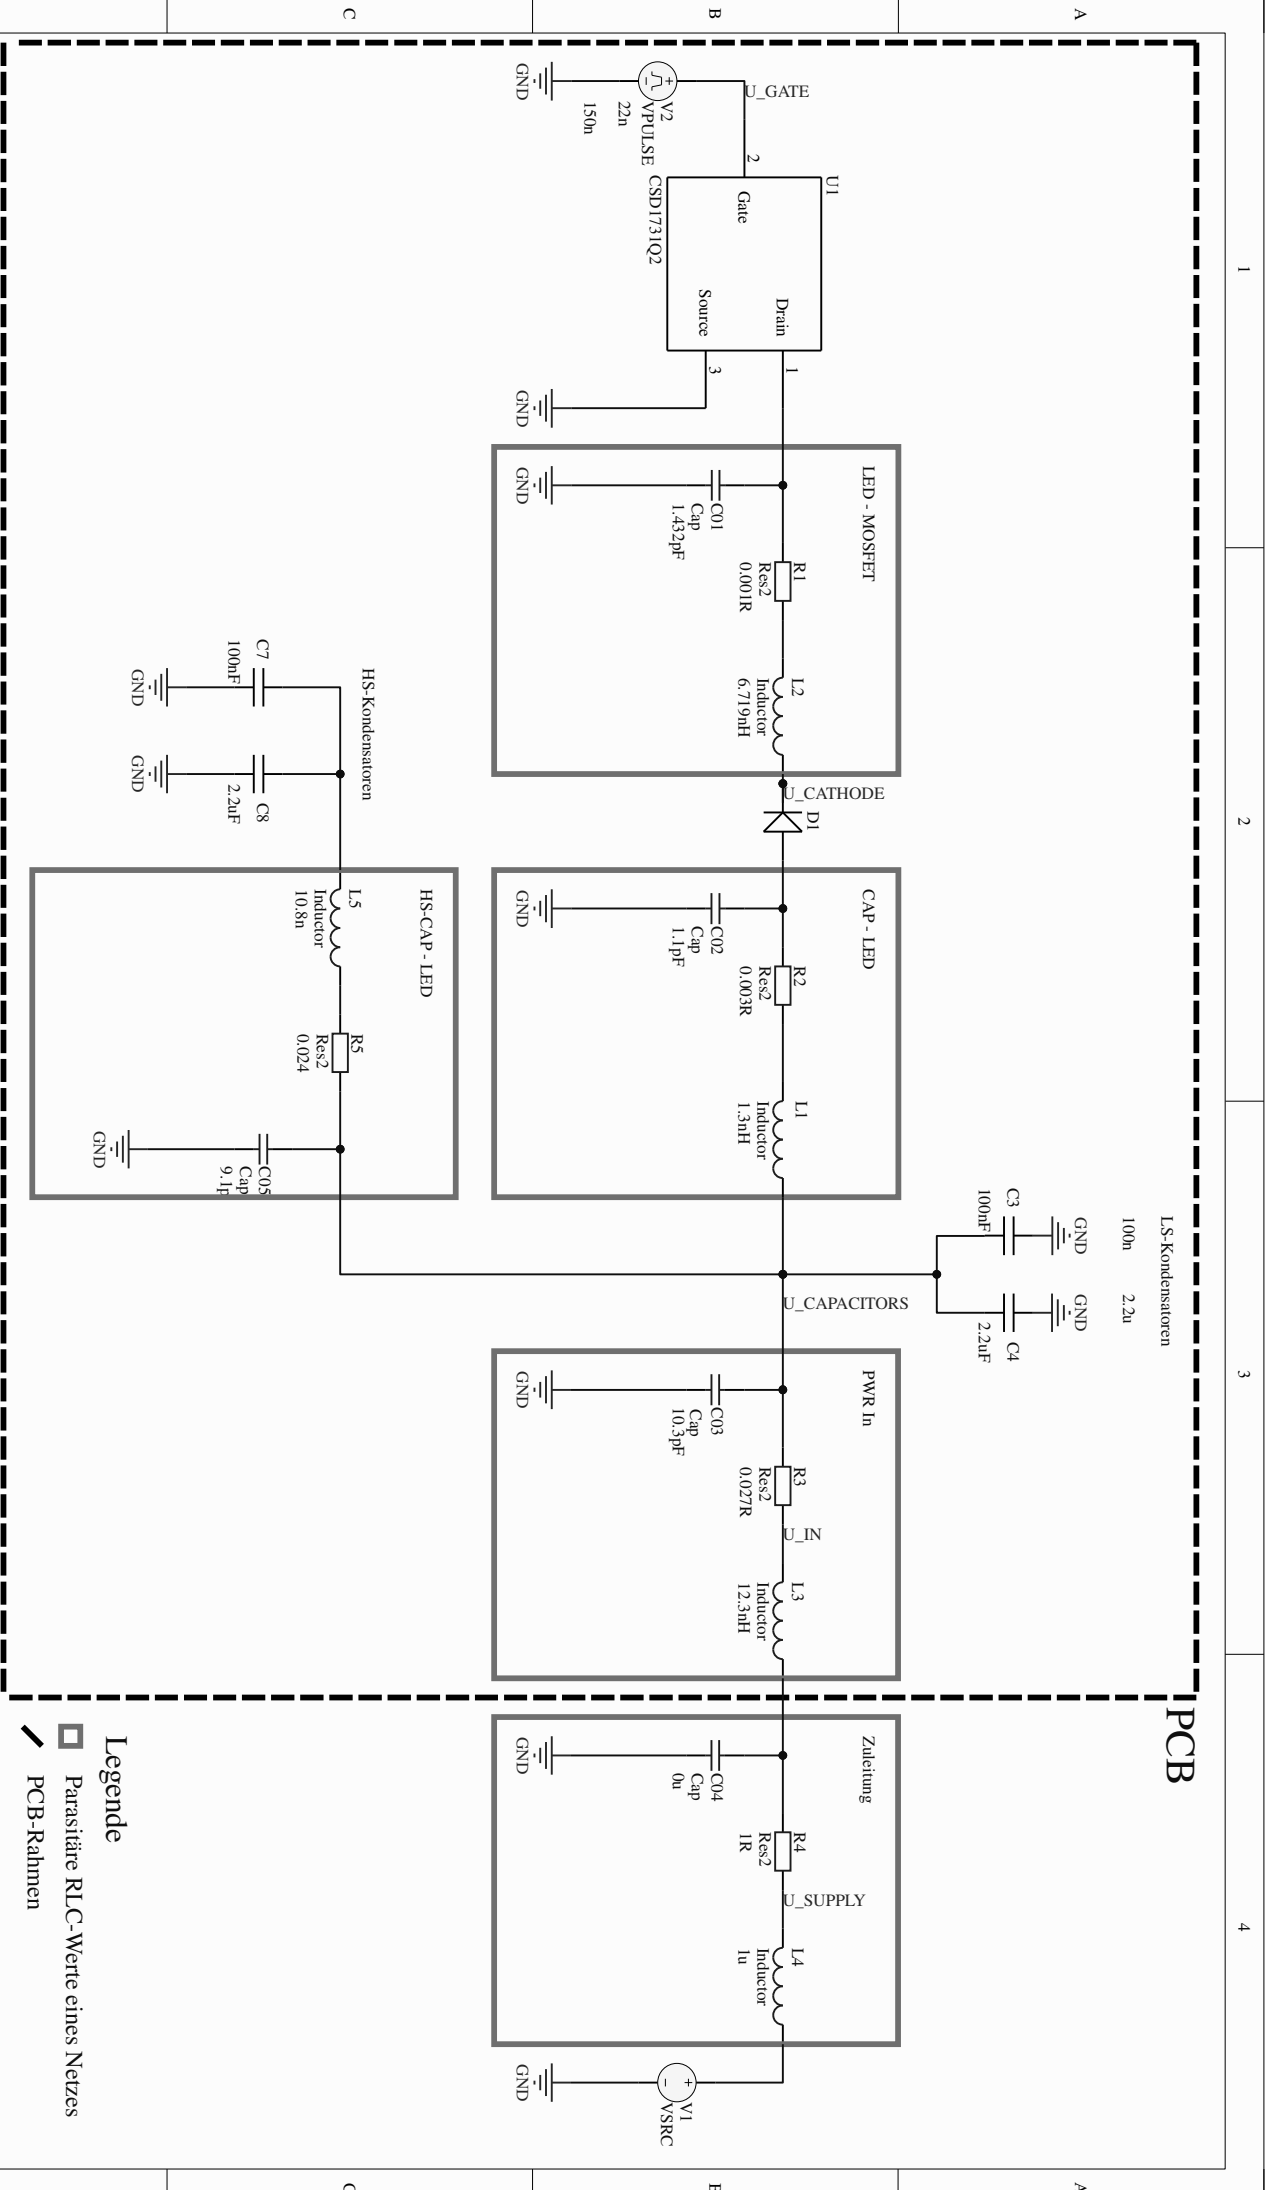 A
B
C
1
2
3
4
PCB
U_GATE
V2
VPULSE
22n
150n
GND
2
U1
Gate
Drain
Source
CSD1731Q2
1
3
GND
LED - MOSFET
C01
Cap
1.432pF
GND
R1
Res2
0.001R
L2
Inductor
6.719nH
U_CATHODE
D1
CAP - LED
C02
Cap
1.1pF
GND
R2
Res2
0.003R
L1
Inductor
1.3nH
LS-Kondensatoren
100n
2.2u
GND
GND
C3
100nF
C4
2.2uF
U_CAPACITORS
PWR In
C03
Cap
10.3pF
GND
R3
Res2
0.027R
U_IN
L3
Inductor
12.3nH
Zuleitung
C04
Cap
0u
GND
R4
Res2
1R
U_SUPPLY
L4
Inductor
1u
V1
VSRC
GND
HS-Kondensatoren
C7
100nF
GND
C8
2.2uF
GND
HS-CAP - LED
L5
Inductor
10.8n
R5
Res2
0.024
C05
Cap
9.1p
GND
Legende
Parasitäre RLC-Werte eines Netzes
PCB-Rahmen